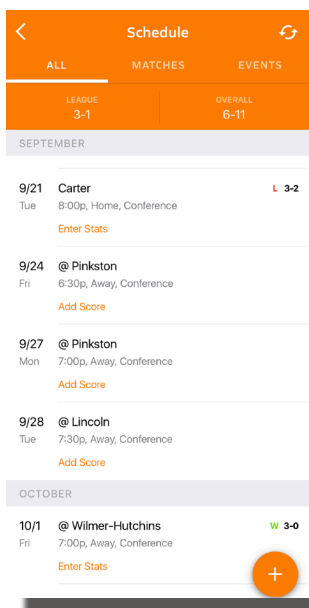 Schedule
ALL MATCHES EVENTS
LEAGUE OVERALL
3-1 6-11
SEPTEMBER
9/21 Carter L 3-2
Tue 8:00p, Home, Conference
Enter Stats
9/24 @ Pinkston
Fri 6:30p, Away, Conference
Add Score
9/27 @ Pinkston
Mon 7:00p, Away, Conference
Add Score
9/28 @ Lincoln
Tue 7:30p, Away, Conference
Add Score
OCTOBER
10/1 @ Wilmer-Hutchins W 3-0
Fri 7:00p, Away, Conference
Enter Stats
+